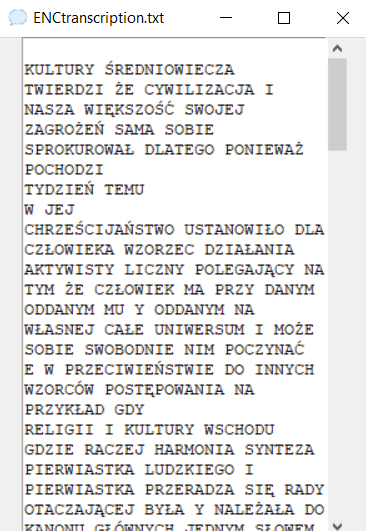 ENCtranscription.txt
KULTURY ŚREDNIOWIECZA
TWIERDZI ŻE CYWILIZACJA I
NASZA WIĘKSZOŚĆ SWOJEJ
ZAGROŻEŃ SAMA SOBIE
SPROKUROWAŁ DLATEGO PONIEWAŻ
POCHODZI
TYDZIEŃ TEMU
W JEJ
CHRZEŚCIJAŃSTWO USTANOWIŁO DLA
CZŁOWIEKA WZORZEC DZIAŁANIA
AKTYWISTY LICZNY POLEGAJĄCY NA
TYM ŻE CZŁOWIEK MA PRZY DANYM
ODDANYM MU Y ODDANYM NA
WŁASNEJ CAŁE UNIWERSUM I MOŻE
SOBIE SWOBODNIE NIM POCZYNAĆ
E W PRZECIWIEŃSTWIE DO INNYCH
WZORCÓW POSTĘPOWANIA NA
PRZYKŁAD GDY
RELIGII I KULTURY WSCHODU
GDZIE RACZEJ HARMONIA SYNTEZA
PIERWIASTKA LUDZKIEGO I
PIERWIASTKA PRZERADZA SIĘ RADY
OTACZAJĄCEJ BYŁA Y NALEŻAŁA DO
KANONU GŁÓWNYCH JEDNYM SŁOWEM